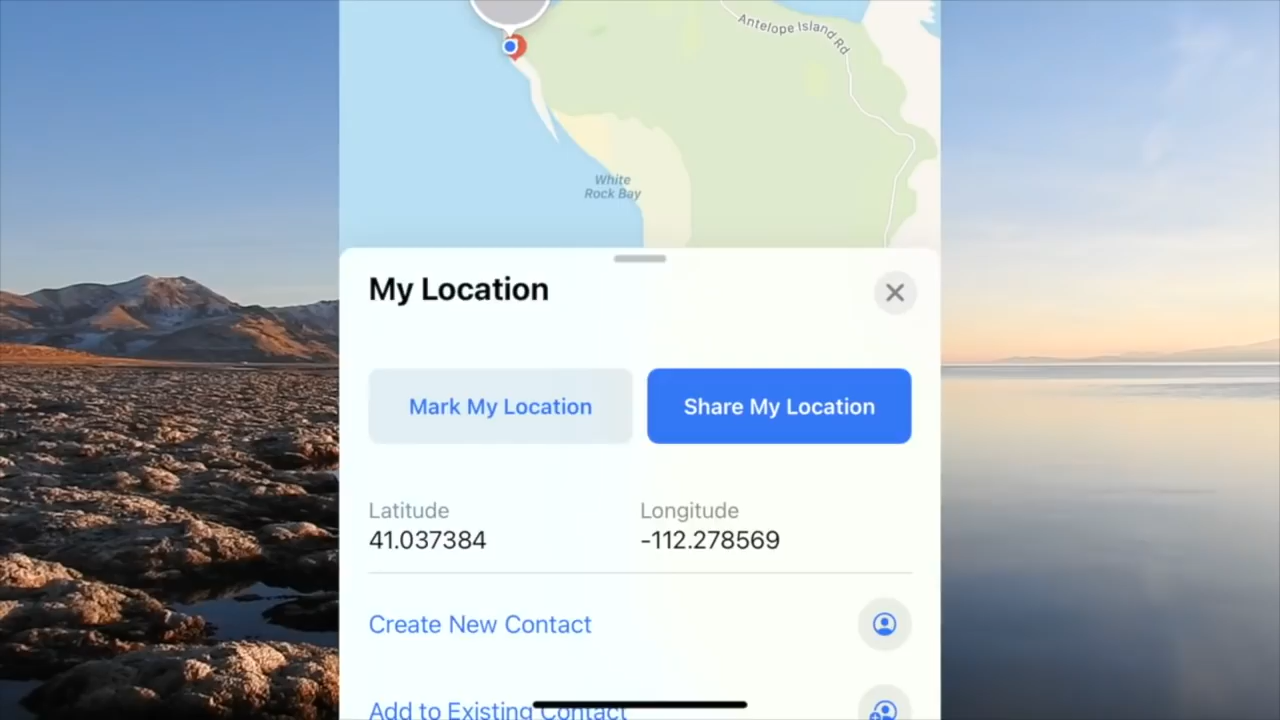 Antelope Island Rd
White
Rock Bay
My Location
Mark My Location
Share My Location
Latitude
Longitude
41.037384
-112.278569
Create New Contact
Add to Existing Contact